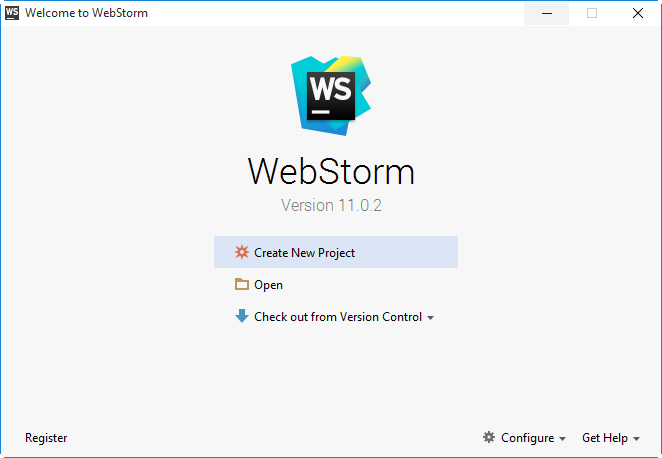 WS Welcome to WebStorm
WS
WebStorm
Version 11.0.2
Create New Project
Open
Check out from Version Control
Register Configure Get Help